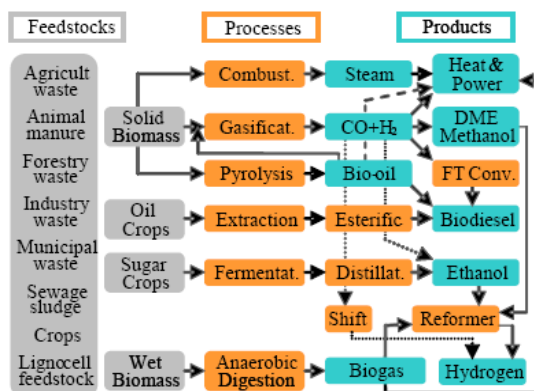 Feedstocks
Processes
Products
Agricult
waste
Animal
manure
Forestry
waste
Industry
waste
Municipal
waste
Sewage
sludge
Crops
Lignocell
feedstock
Solid
Biomass
Oil
Crops
Sugar
Crops
Wet
Biomass
Combust.
Steam
Heat &
Power
Gasificat.
CO+H₂
DME
Methanol
Pyrolysis
Bio-oil
FT Conv.
Extraction
Esterific
Biodiesel
Fermentat.
Distillat.
Ethanol
Shift
Reformer
Anaerobic
Digestion
Biogas
Hydrogen